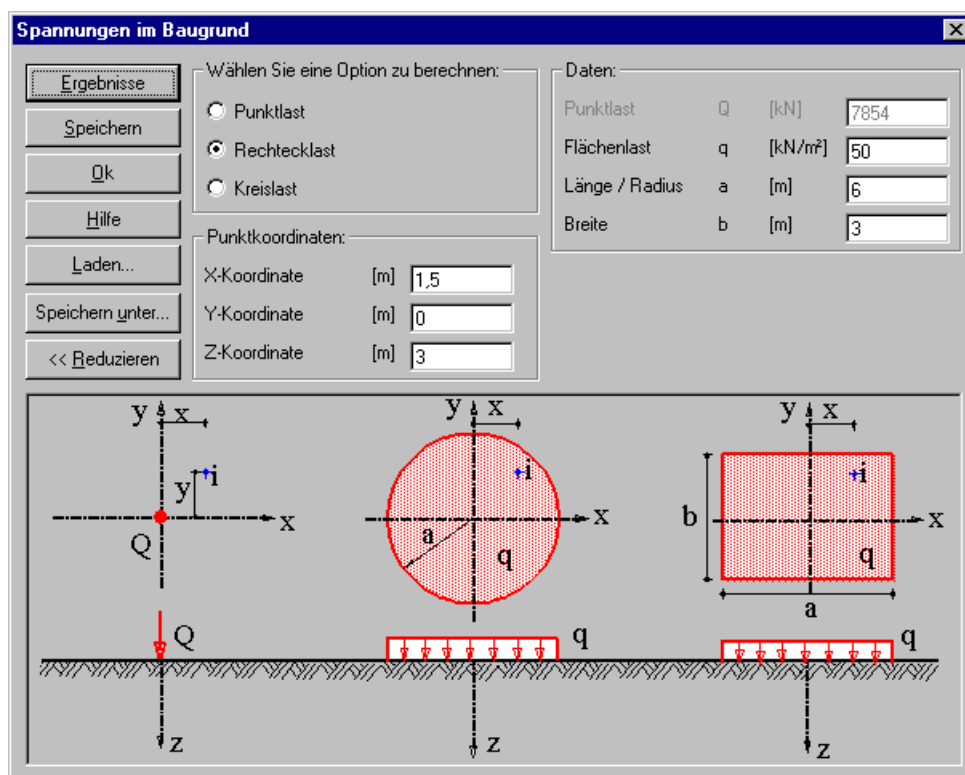 Spannungen im Baugrund
Ergebnisse
Speichern
Ok
Hilfe
Laden...
Speichern unter...
<< Reduzieren
Wählen Sie eine Option zu berechnen:
Punktlast
Rechtecklast
Kreislast
Punktkoordinaten:
X-Koordinate [m] 1,5
Y-Koordinate [m] 0
Z-Koordinate [m] 3
Daten:
Punktlast Q [kN] 7854
Flächenlast q [kN/m²] 50
Länge / Radius a [m] 6
Breite b [m] 3
y x
i
y
x
Q
Q
z
y x
i
x
a
q
q
z
y x
i
x
b
q
a
q
z